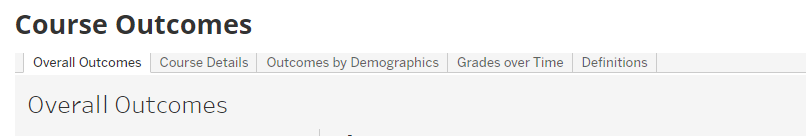 Course Outcomes
Overall Outcomes Course Details Outcomes by Demographics Grades over Time Definitions
Overall Outcomes